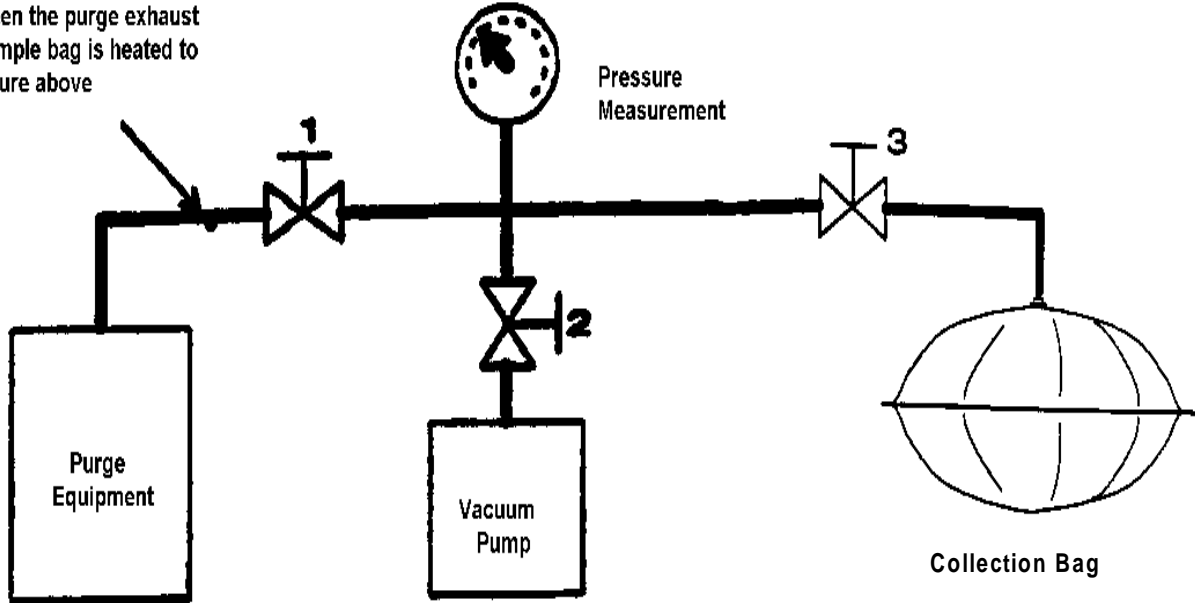 en the purge exhaust
mple bag is heated to
ure above
1
Pressure
Measurement
3
2
Purge
Equipment
Vacuum
Pump
Collection Bag